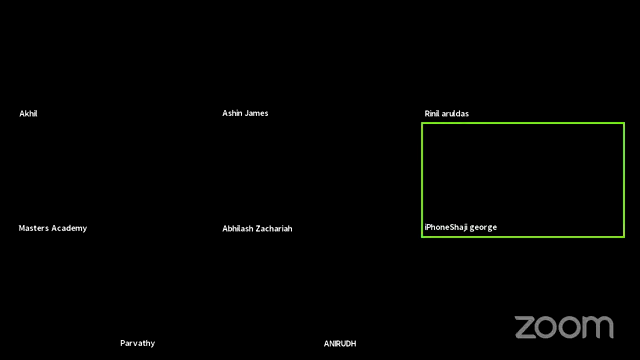 Akhil
Ashin James
Rinil aruldas
Masters Academy
Abhilash Zachariah
iPhoneShaji george
Parvathy
ANIRUDH
zoom